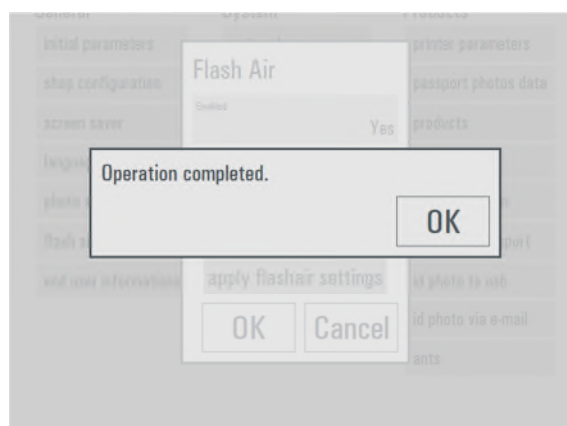 General
System
Products
initial parameters
printer parameters
shop configuration
passport photos data
screen saver
products
Flash Air
Enabled
Yes
Operation completed.
OK
end user informations
apply flashair settings
id photo to usb
OK
Cancel
id photo via e-mail
ants